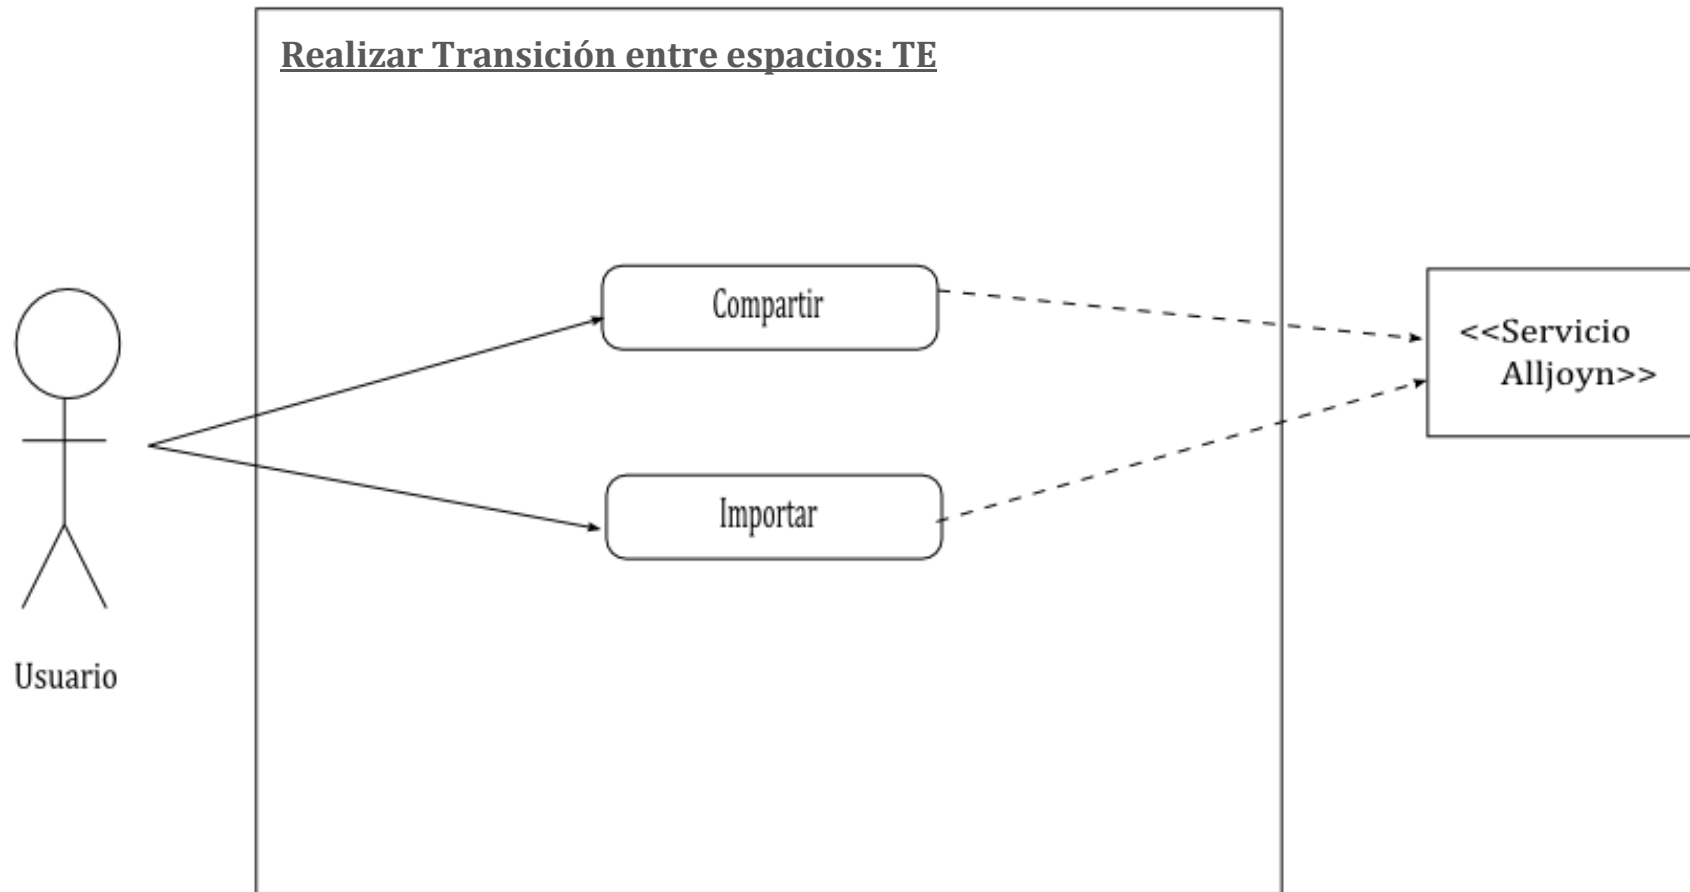 Realizar Transición entre espacios: TE
Compartir
<<Servicio
Alljoyn>>
Importar
Usuario